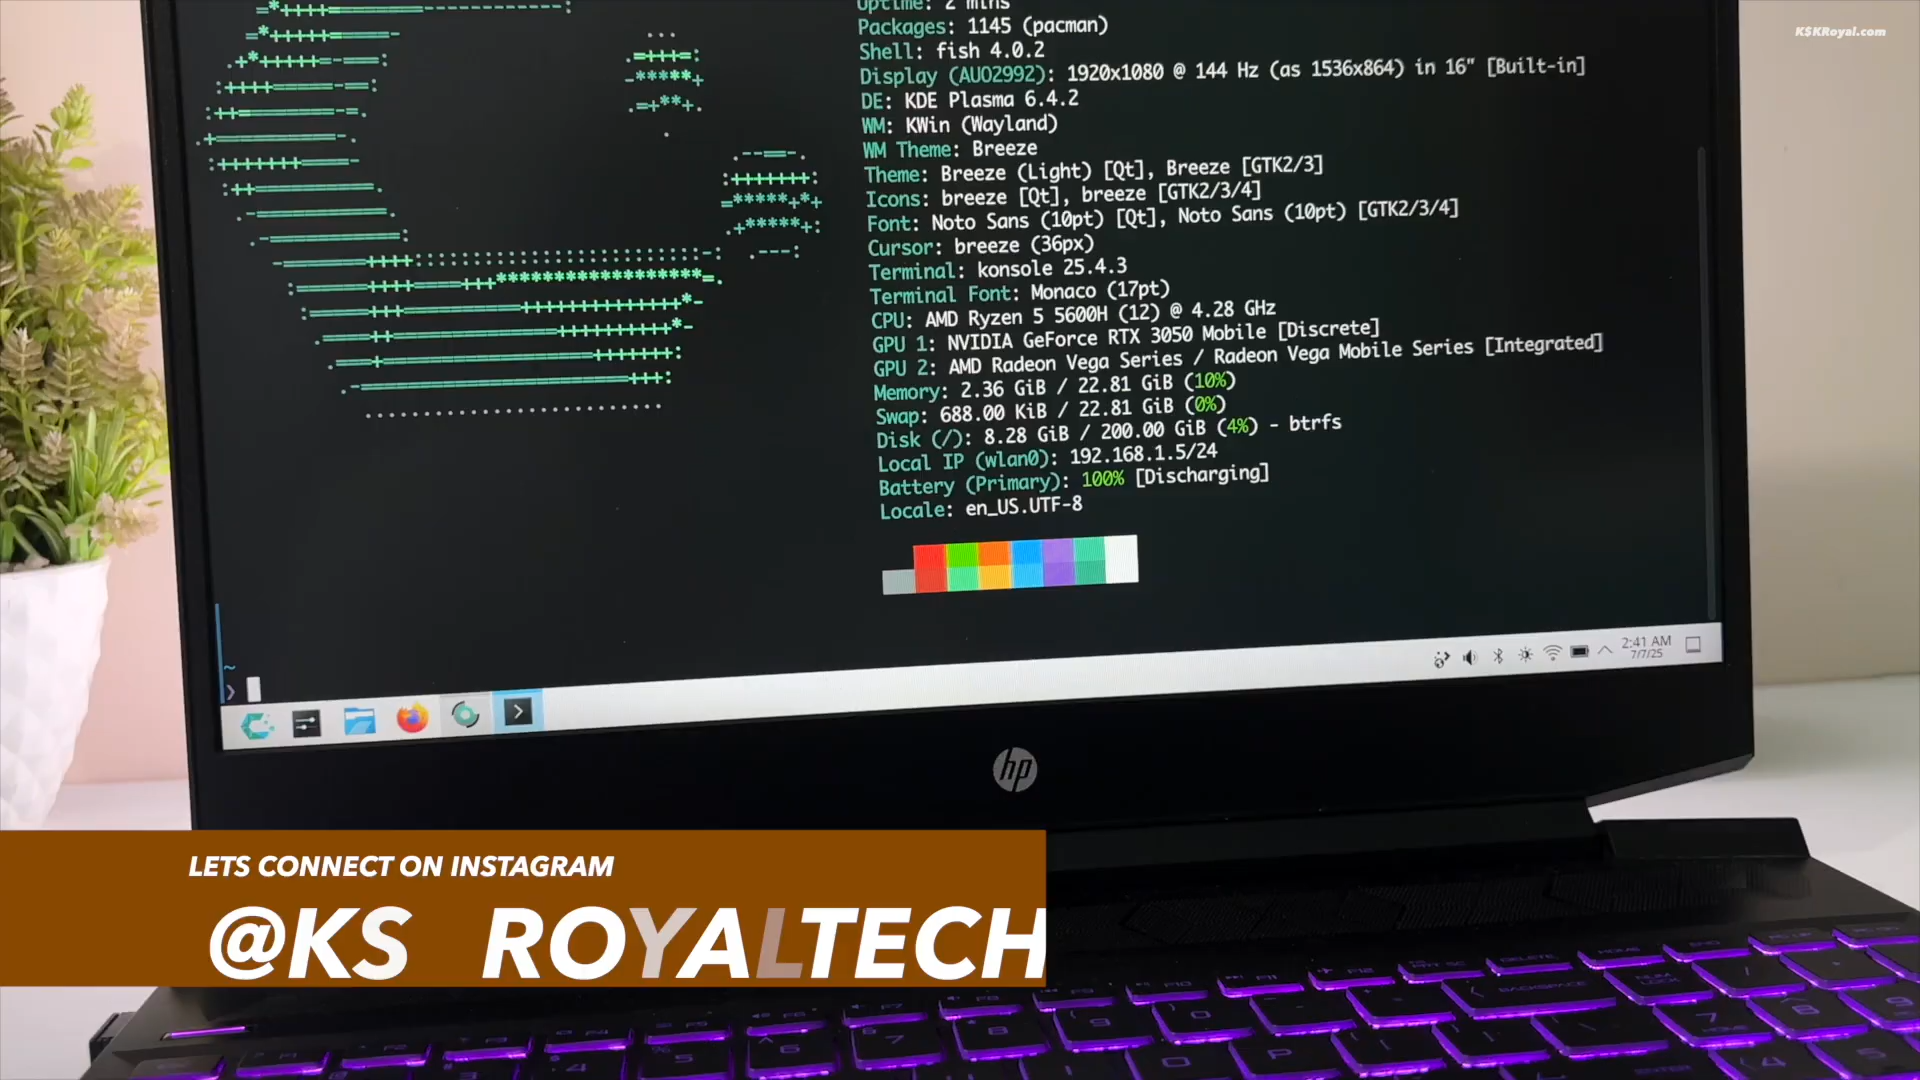 K$KRoyal.com
Uptime: 2 mins
Packages: 1145 (pacman)
Shell: fish 4.0.2
Display (AUO2992): 1920x1080 @ 144 Hz (as 1536x864) in 16" [Built-in]
DE: KDE Plasma 6.4.2
WM: KWin (Wayland)
WM Theme: Breeze
Theme: Breeze (Light) [Qt], Breeze [GTK2/3]
Icons: breeze [Qt], breeze [GTK2/3/4]
Font: Noto Sans (10pt) [Qt], Noto Sans (10pt) [GTK2/3/4]
Cursor: breeze (36px)
Terminal: konsole 25.4.3
Terminal Font: Monaco (17pt)
CPU: AMD Ryzen 5 5600H (12) @ 4.28 GHz
GPU 1: NVIDIA GeForce RTX 3050 Mobile [Discrete]
GPU 2: AMD Radeon Vega Series / Radeon Vega Mobile Series [Integrated]
Memory: 2.36 GiB / 22.81 GiB (10%)
Swap: 688.00 KiB / 22.81 GiB (0%)
Disk (/): 8.28 GiB / 200.00 GiB (4%) - btrfs
Local IP (wlan0): 192.168.1.5/24
Battery (Primary): 100% [Discharging]
Locale: en_US.UTF-8
2:41 AM
7/7/25
hp
LETS CONNECT ON INSTAGRAM
@KS ROYALTECH